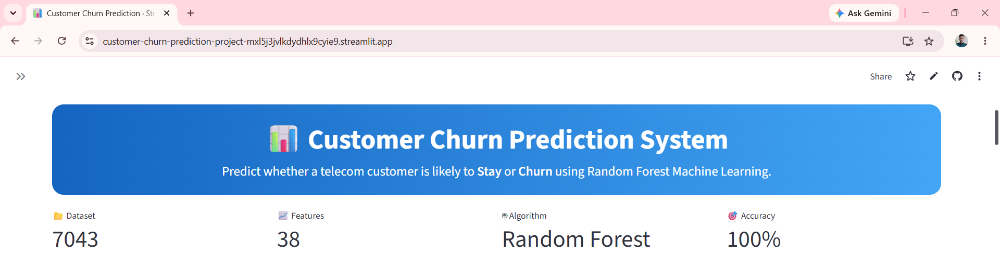 Customer Churn Prediction · Str
Ask Gemini
customer-churn-prediction-project-mxl5j3jvlkdydhlx9cyie9.streamlit.app
Share
Customer Churn Prediction System
Predict whether a telecom customer is likely to Stay or Churn using Random Forest Machine Learning.
Dataset
7043
Features
38
Algorithm
Random Forest
Accuracy
100%